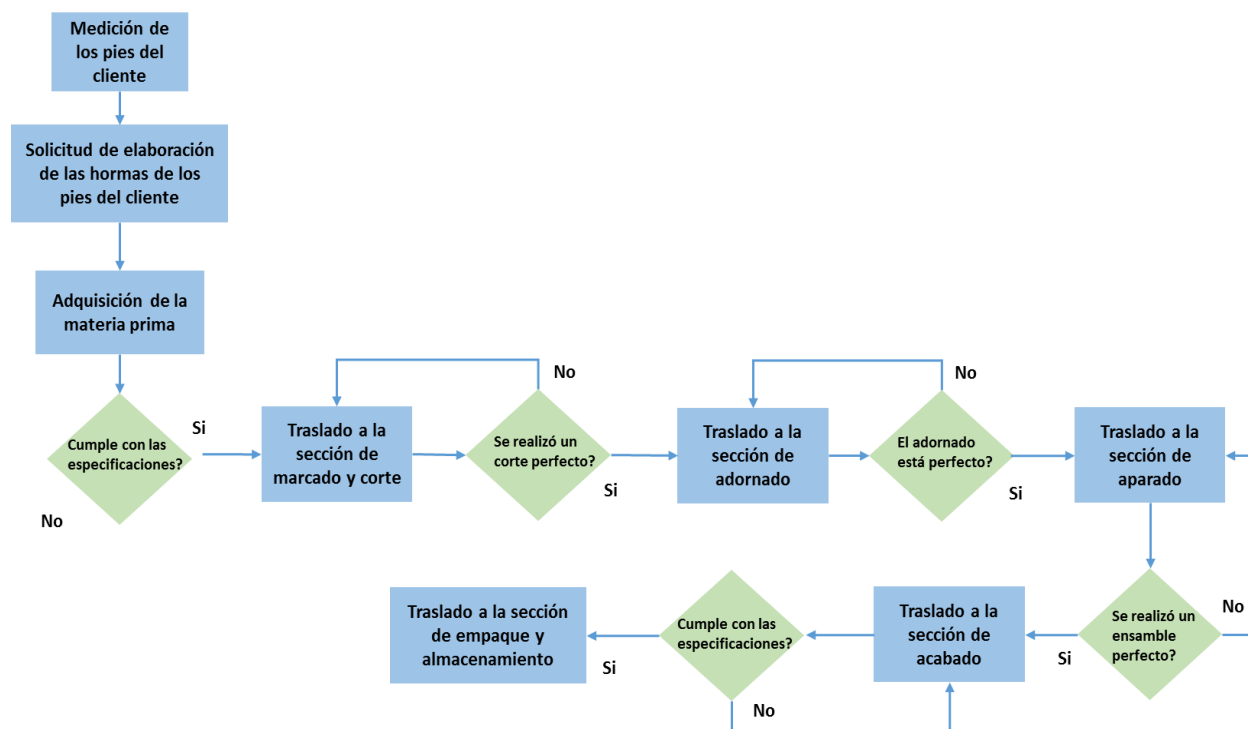 Medición de
los pies del
cliente
Solicitud de elaboración
de las hormas de los
pies del cliente
Adquisición de la
materia prima
Cumple con las
especificaciones?
Si
No
Traslado a la
sección de
marcado y corte
Se realizó un
corte perfecto?
No
Si
Traslado a la
sección de
adornado
El adornado
está perfecto?
No
Si
Traslado a la
sección de
aparado
Se realizó un
ensamble
perfecto?
No
Si
Traslado a la
sección de
acabado
Cumple con las
especificaciones?
No
Si
Traslado a la sección
de empaque y
almacenamiento